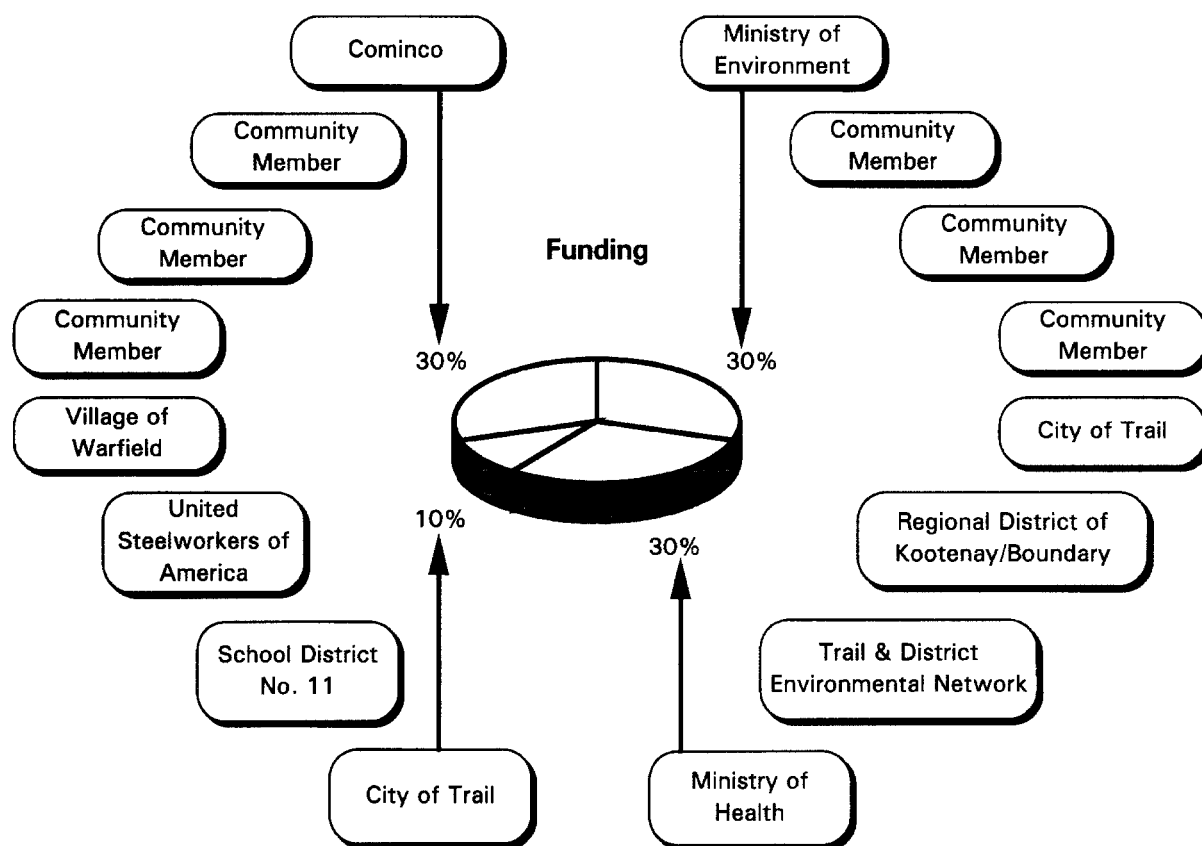 Cominco
Ministry of
Environment
Community
Member
Community
Member
Community
Member
Community
Member
Funding
Community
Member
Community
Member
30%
30%
Village of
Warfield
City of Trail
United
Steelworkers of
America
10%
30%
Regional District of
Kootenay/Boundary
School District
No. 11
Trail & District
Environmental Network
City of Trail
Ministry of
Health